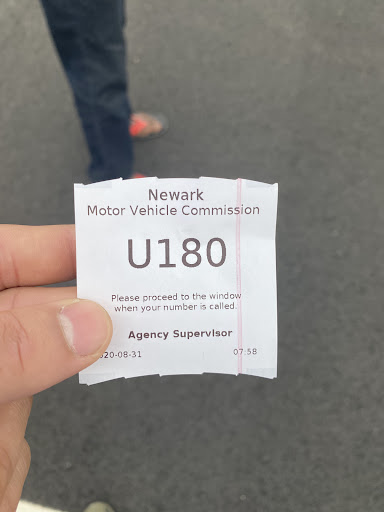 Newark
Motor Vehicle Commission
U180
Please proceed to the window
when your number is called.
Agency Supervisor
020-08-31
07:58